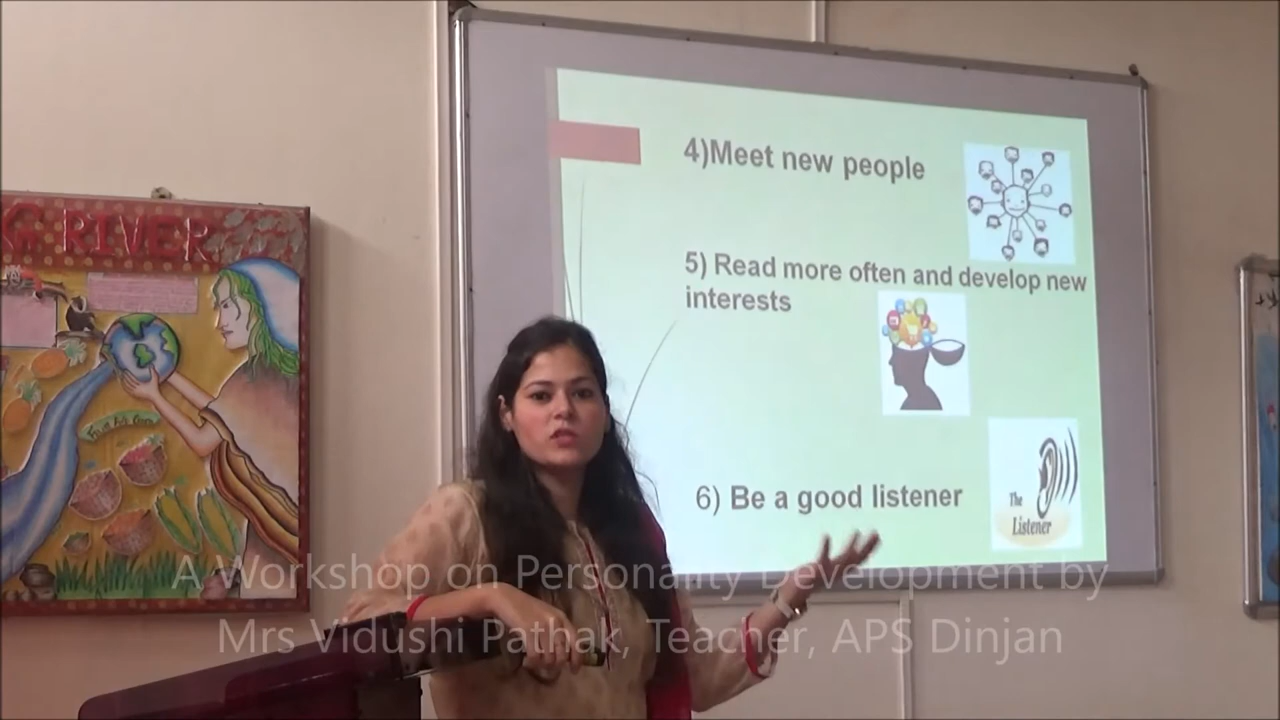 RIVER
4)Meet new people
5) Read more often and develop new
interests
6) Be a good listener
The
Listener
A Workshop on Personality Development by
Mrs Vidushi Pathak, Teacher, APS Dinjan